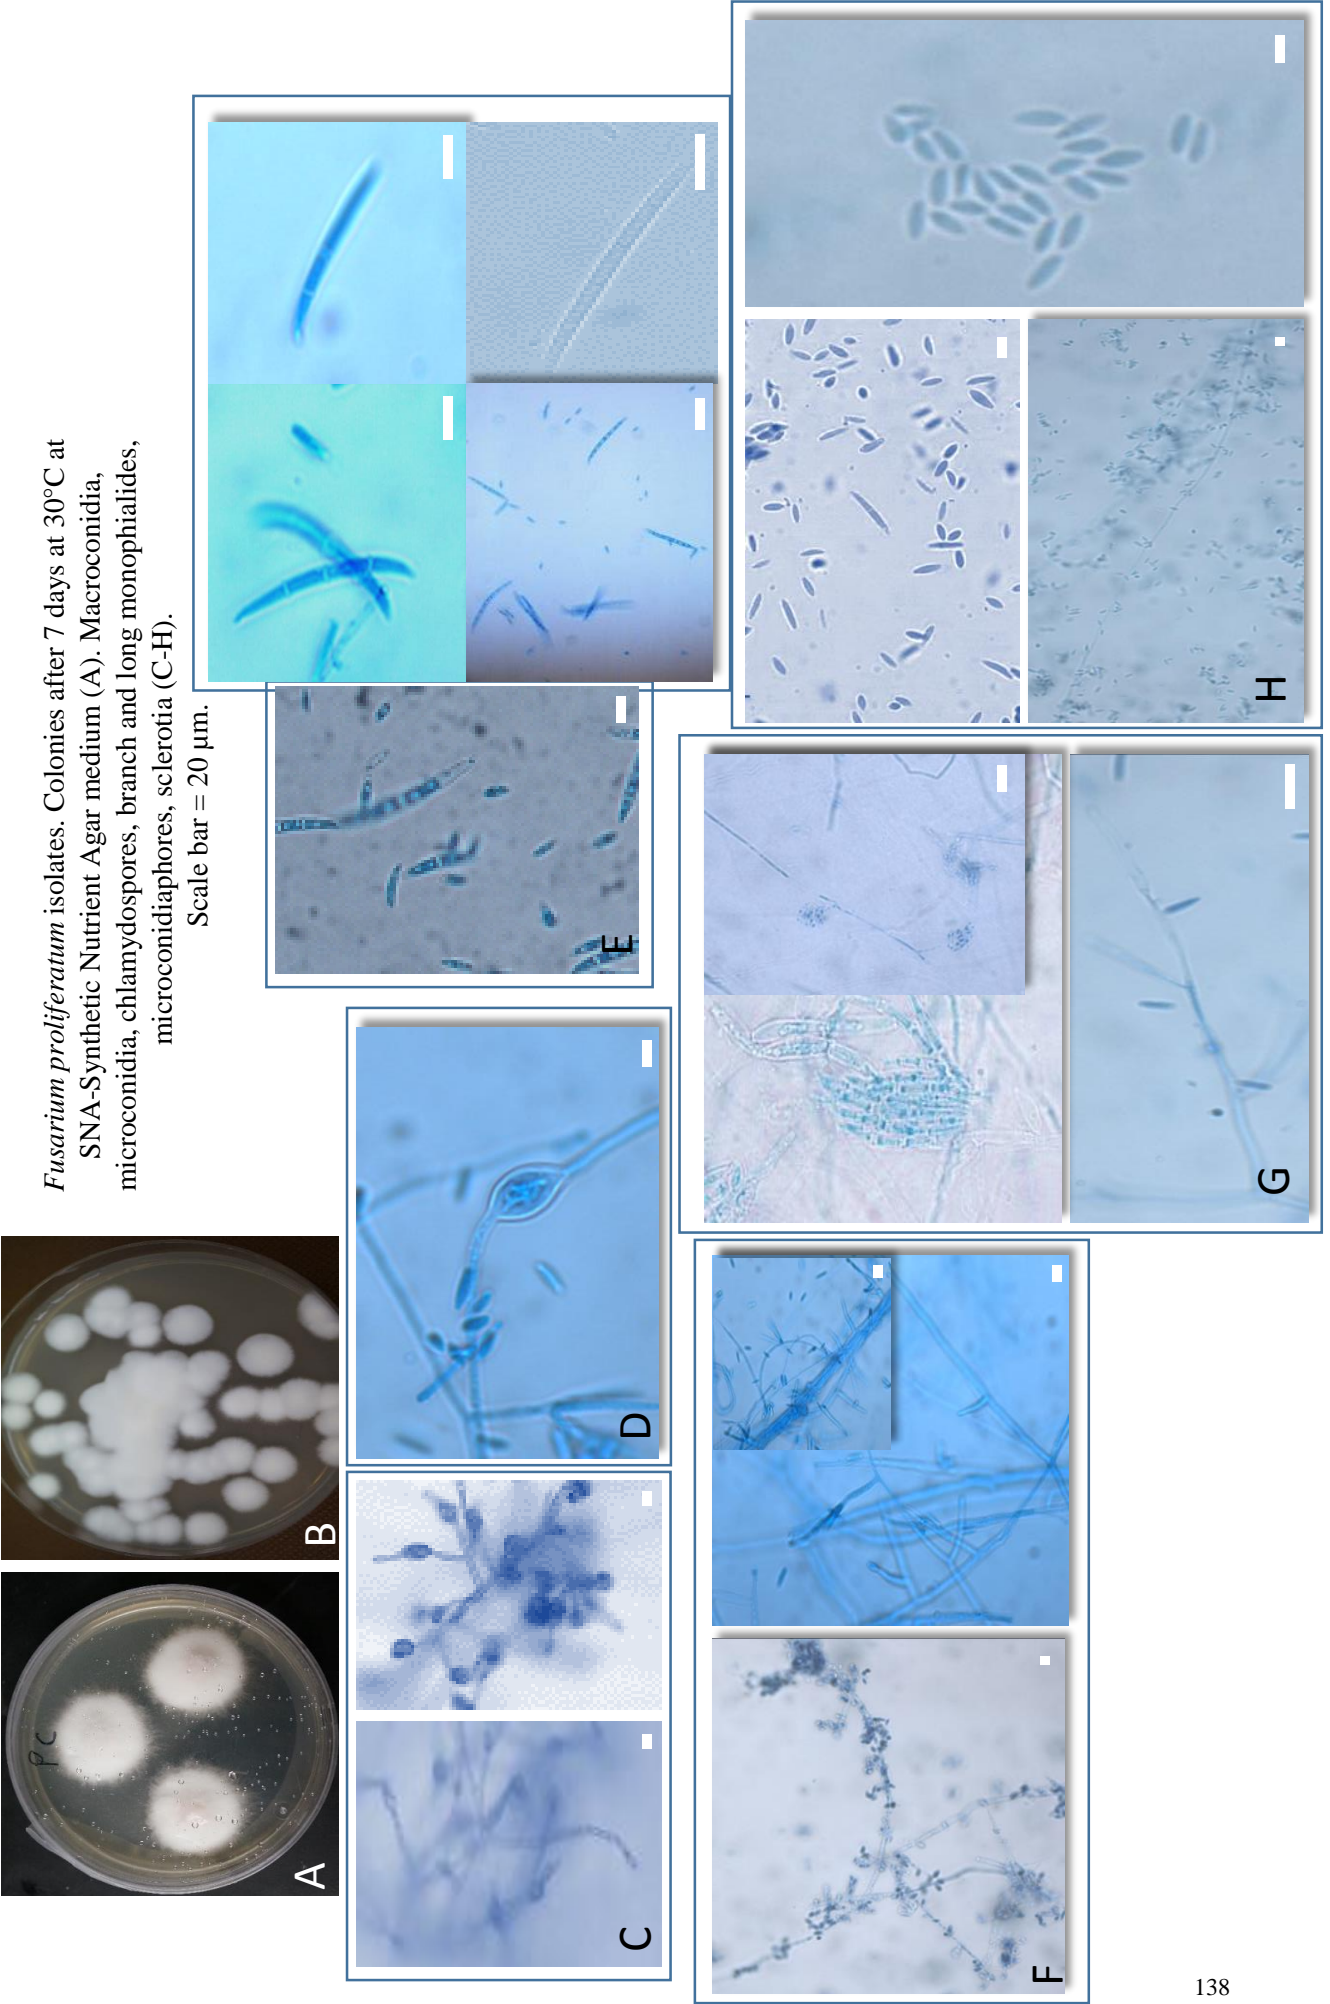 Fusarium proliferatum isolates. Colonies after 7 days at 30°C at
SNA-Synthetic Nutrient Agar medium (A). Macroconidia,
microconidia, chlamydospores, branch and long monophialides,
microconidiaphores, sclerotia (C-H).
Scale bar = 20 µm.
A
B
PC
C
D
E
F
G
H
138